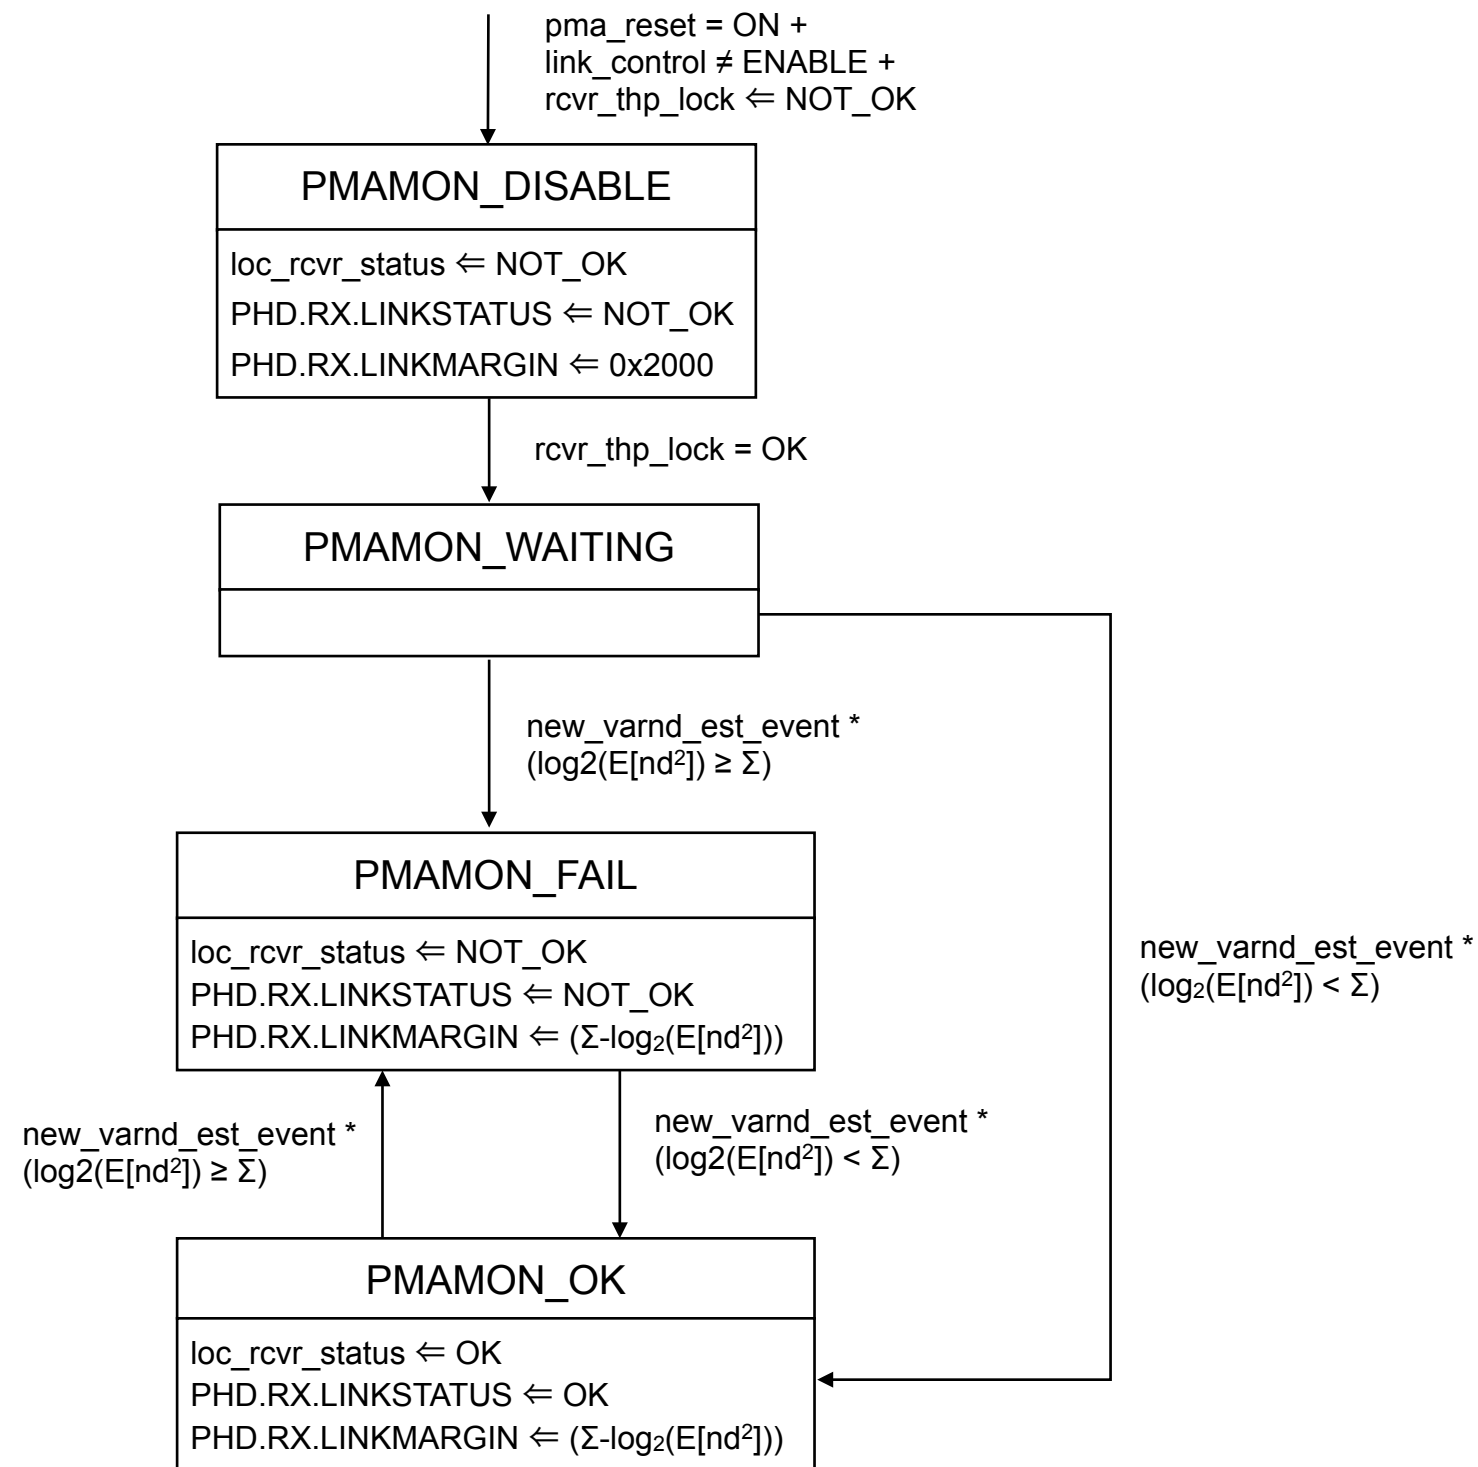 pma_reset = ON +
link_control ≠ ENABLE +
rcvr_thp_lock ⇐ NOT_OK
PMAMON_DISABLE
loc_rcvr_status ⇐ NOT_OK
PHD.RX.LINKSTATUS ⇐ NOT_OK
PHD.RX.LINKMARGIN ⇐ 0x2000
rcvr_thp_lock = OK
PMAMON_WAITING
new_varnd_est_event *
(log2(E[nd²]) ≥ Σ)
PMAMON_FAIL
loc_rcvr_status ⇐ NOT_OK
PHD.RX.LINKSTATUS ⇐ NOT_OK
PHD.RX.LINKMARGIN ⇐ (Σ-log₂(E[nd²]))
new_varnd_est_event *
(log₂(E[nd²]) < Σ)
new_varnd_est_event *
(log2(E[nd²]) ≥ Σ)
new_varnd_est_event *
(log2(E[nd²]) < Σ)
PMAMON_OK
loc_rcvr_status ⇐ OK
PHD.RX.LINKSTATUS ⇐ OK
PHD.RX.LINKMARGIN ⇐ (Σ-log₂(E[nd²]))